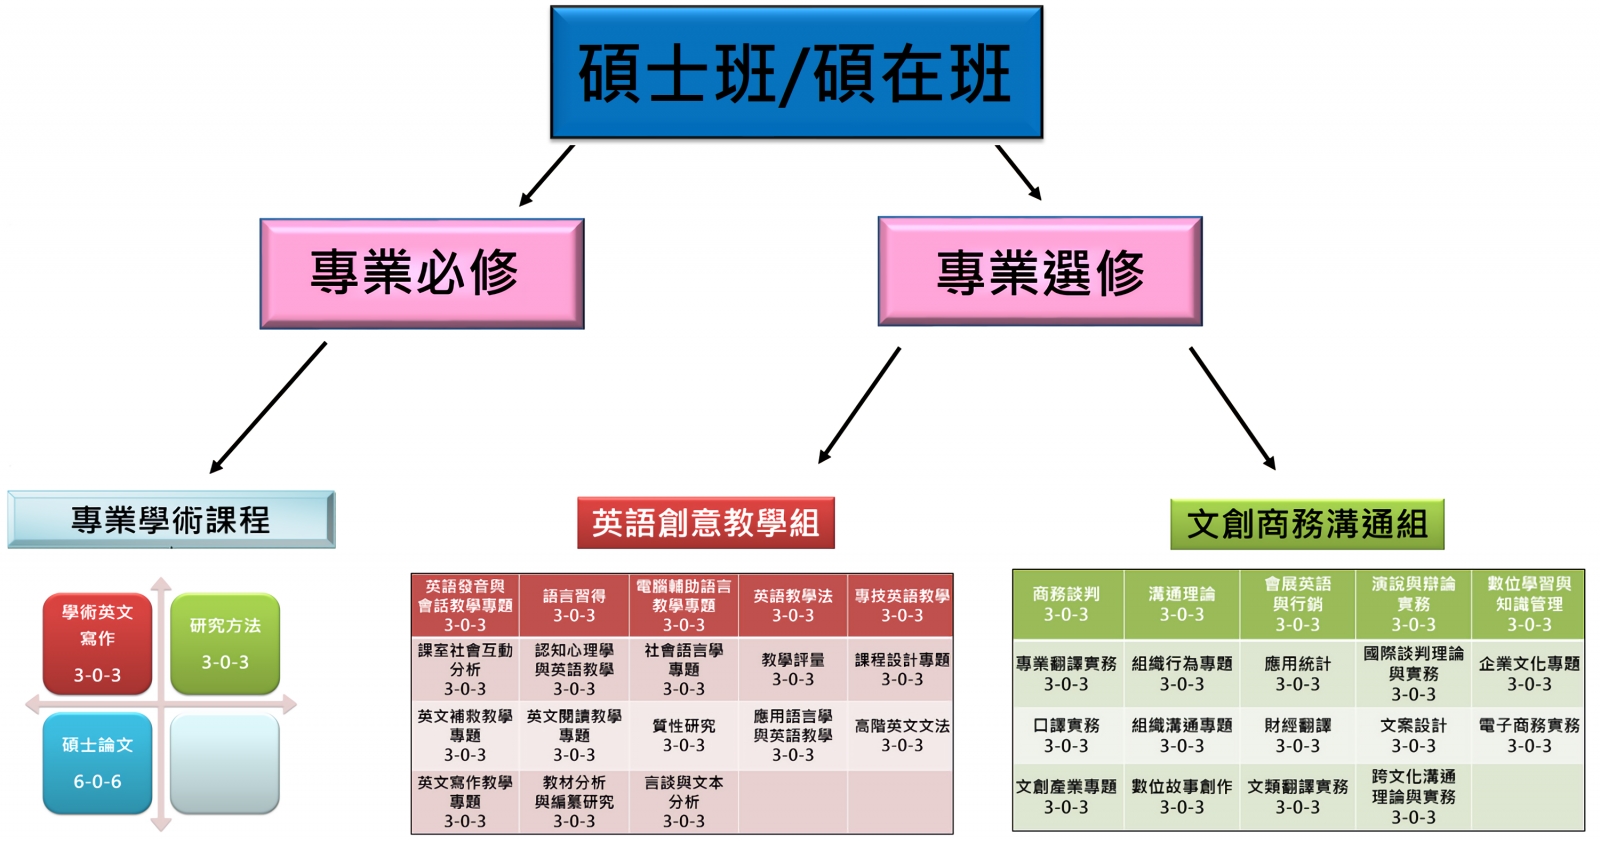 碩士班/碩在班
專業必修
專業選修
專業學術課程
學術英文
寫作
3-0-3
研究方法
3-0-3
碩士論文
6-0-6
英語創意教學組
英語發音與
會話教學專題
3-0-3
語言習得
3-0-3
電腦輔助語言
教學專題
3-0-3
英語教學法
3-0-3
專技英語教學
3-0-3
課室社會互動
分析
3-0-3
認知心理學
與英語教學
3-0-3
社會語言學
專題
3-0-3
教學評量
3-0-3
課程設計專題
3-0-3
英文補救教學
專題
3-0-3
英文閱讀教學
專題
3-0-3
質性研究
3-0-3
應用語言學
與英語教學
3-0-3
高階英文文法
3-0-3
英文寫作教學
專題
3-0-3
教材分析
與編纂研究
3-0-3
言談與文本
分析
3-0-3
文創商務溝通組
商務談判
3-0-3
溝通理論
3-0-3
會展英語
與行銷
3-0-3
演說與辯論
實務
3-0-3
數位學習與
知識管理
3-0-3
專業翻譯實務
3-0-3
組織行為專題
3-0-3
應用統計
3-0-3
國際談判理論
與實務
3-0-3
企業文化專題
3-0-3
口譯實務
3-0-3
組織溝通專題
3-0-3
財經翻譯
3-0-3
文案設計
3-0-3
電子商務實務
3-0-3
文創產業專題
3-0-3
數位故事創作
3-0-3
文類翻譯實務
3-0-3
跨文化溝通
理論與實務
3-0-3